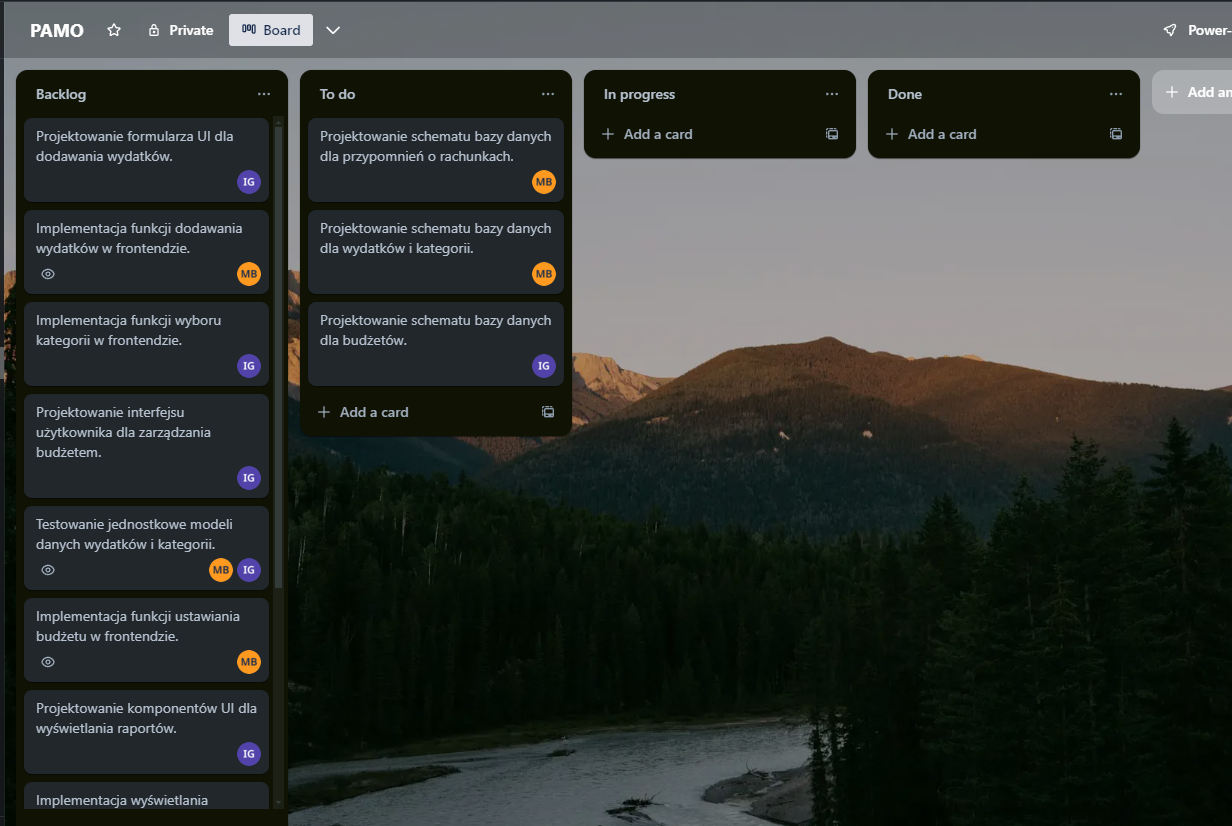 PAMO
Private
Board
Power-
Backlog
Projektowanie formularza UI dla
dodawania wydatków.
IG
Implementacja funkcji dodawania
wydatków w frontendzie.
MB
Implementacja funkcji wyboru
kategorii w frontendzie.
IG
Projektowanie interfejsu
użytkownika dla zarządzania
budżetem.
IG
Testowanie jednostkowe modeli
danych wydatków i kategorii.
MB IG
Implementacja funkcji ustawiania
budżetu w frontendzie.
MB
Projektowanie komponentów UI dla
wyświetlania raportów.
IG
Implementacja wyświetlania
To do
Projektowanie schematu bazy danych
dla przypomnień o rachunkach.
MB
Projektowanie schematu bazy danych
dla wydatków i kategorii.
MB
Projektowanie schematu bazy danych
dla budżetów.
IG
+ Add a card
In progress
+ Add a card
Done
+ Add a card
+ Add an